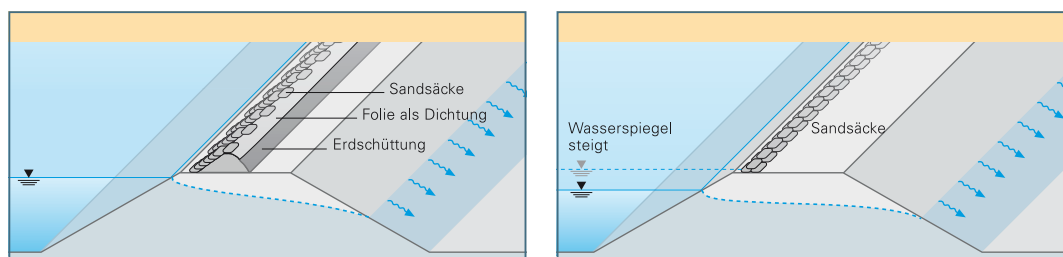 Sandsäcke
Folie als Dichtung
Erdschüttung
Wasserspiegel
steigt
Sandsäcke